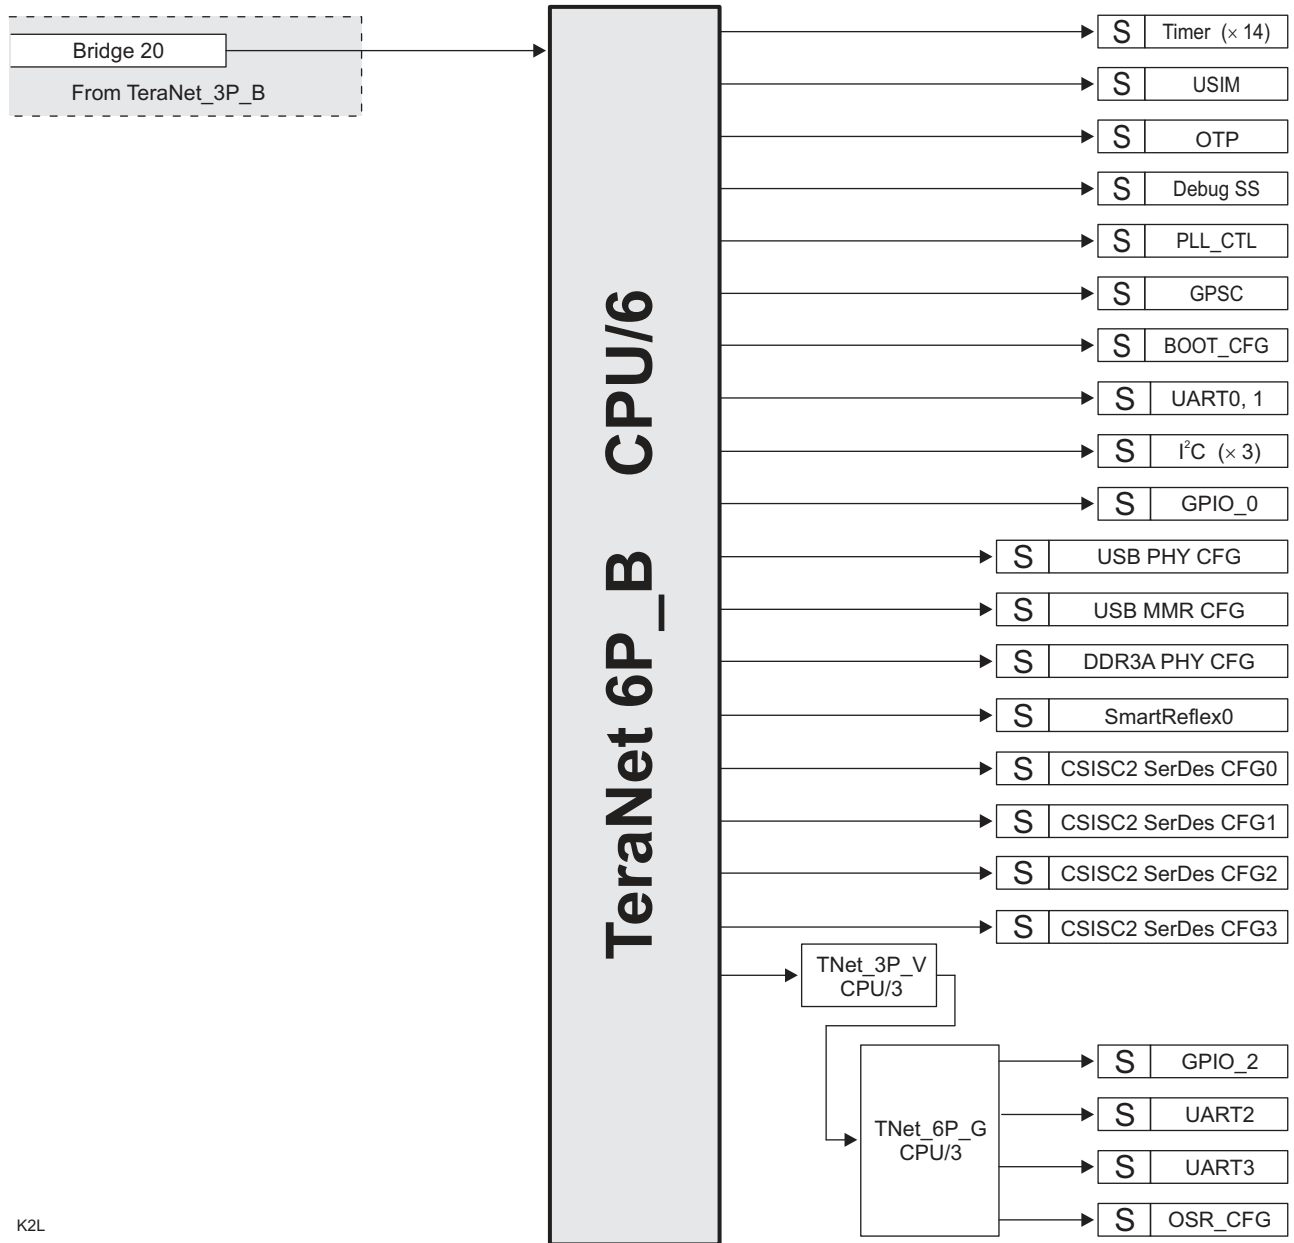 Bridge 20
From TeraNet_3P_B
TeraNet 6P_B CPU/6
S Timer (× 14)
S USIM
S OTP
S Debug SS
S PLL_CTL
S GPSC
S BOOT_CFG
S UART0, 1
S I²C (× 3)
S GPIO_0
S USB PHY CFG
S USB MMR CFG
S DDR3A PHY CFG
S SmartReflex0
S CSISC2 SerDes CFG0
S CSISC2 SerDes CFG1
S CSISC2 SerDes CFG2
S CSISC2 SerDes CFG3
TNet_3P_V
CPU/3
TNet_6P_G
CPU/3
S GPIO_2
S UART2
S UART3
S OSR_CFG
K2L